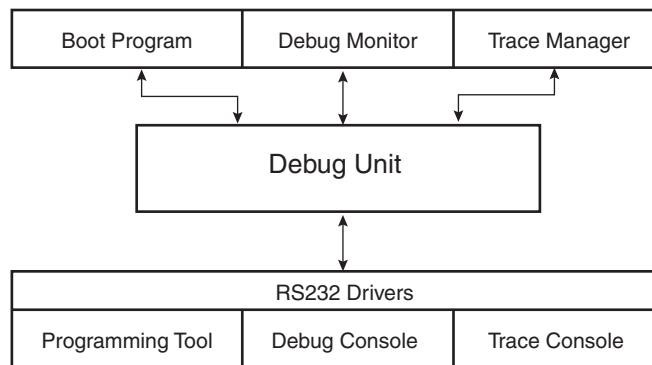 Boot Program
Debug Monitor
Trace Manager
Debug Unit
RS232 Drivers
Programming Tool
Debug Console
Trace Console